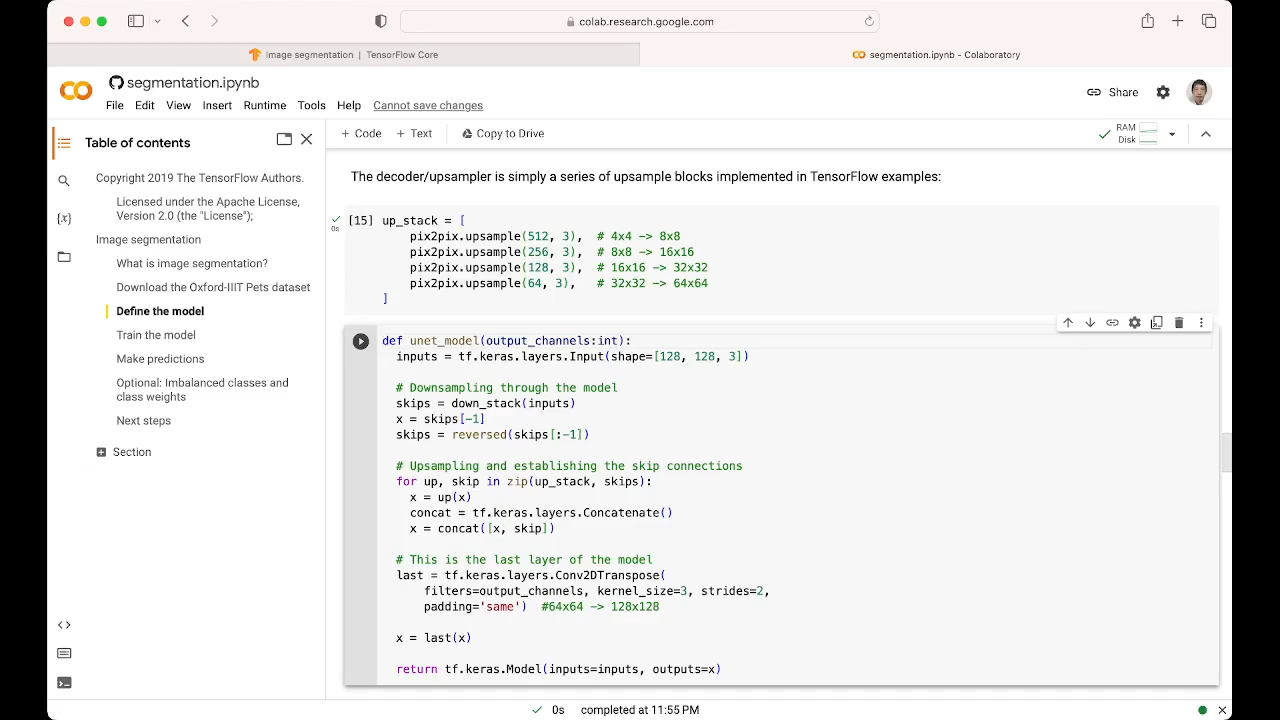 colab.research.google.com
Image segmentation | TensorFlow Core
segmentation.ipynb - Colaboratory
segmentation.ipynb
File Edit View Insert Runtime Tools Help Cannot save changes
Share
Table of contents
+ Code + Text Copy to Drive
RAM
Disk
Copyright 2019 The TensorFlow Authors.
Licensed under the Apache License,
Version 2.0 (the "License");
Image segmentation
What is image segmentation?
Download the Oxford-IIIT Pets dataset
Define the model
Train the model
Make predictions
Optional: Imbalanced classes and
class weights
Next steps
Section
{x}
The decoder/upsampler is simply a series of upsample blocks implemented in TensorFlow examples:
0s
[15] up_stack = [
pix2pix.upsample(512, 3),  # 4x4 -> 8x8
pix2pix.upsample(256, 3),  # 8x8 -> 16x16
pix2pix.upsample(128, 3),  # 16x16 -> 32x32
pix2pix.upsample(64, 3),   # 32x32 -> 64x64
]
def unet_model(output_channels:int):
inputs = tf.keras.layers.Input(shape=[128, 128, 3])
# Downsampling through the model
skips = down_stack(inputs)
x = skips[-1]
skips = reversed(skips[:-1])
# Upsampling and establishing the skip connections
for up, skip in zip(up_stack, skips):
x = up(x)
concat = tf.keras.layers.Concatenate()
x = concat([x, skip])
# This is the last layer of the model
last = tf.keras.layers.Conv2DTranspose(
filters=output_channels, kernel_size=3, strides=2,
padding='same')  #64x64 -> 128x128
x = last(x)
return tf.keras.Model(inputs=inputs, outputs=x)
0s completed at 11:55 PM